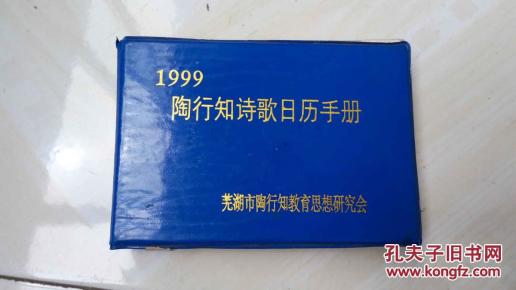 1999
陶行知诗歌日历手册
芜湖市陶行知教育思想研究会
孔夫子旧书网
www.kongfz.com